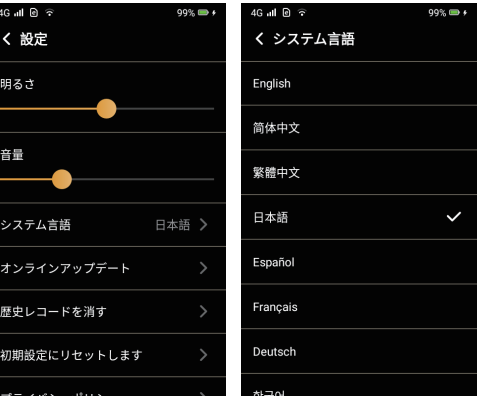 4G 99%
設定
明るさ
音量
システム言語 日本語
オンラインアップデート
歴史レコードを消す
初期設定にリセットします
4G 99%
システム言語
English
简体中文
繁體中文
日本語
Español
Français
Deutsch
한국어